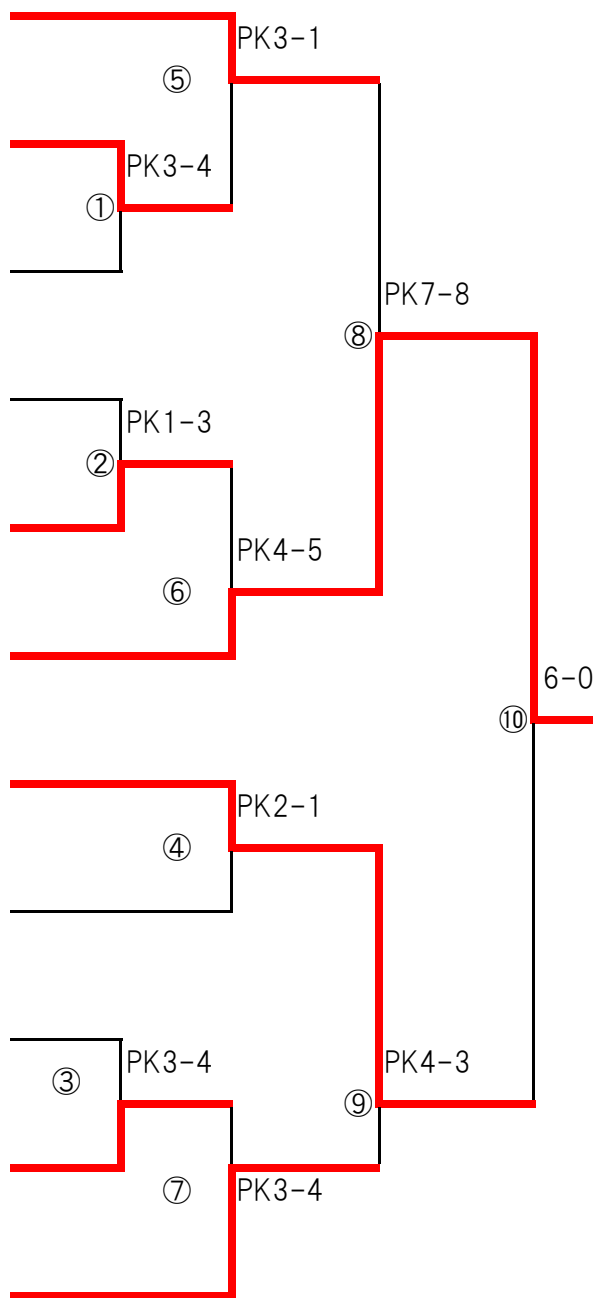 PK3-1
⑤
PK3-4
①
PK7-8
⑧
PK1-3
②
PK4-5
⑥
6-0
⑩
PK2-1
④
PK3-4
PK4-3
③
⑨
⑦
PK3-4